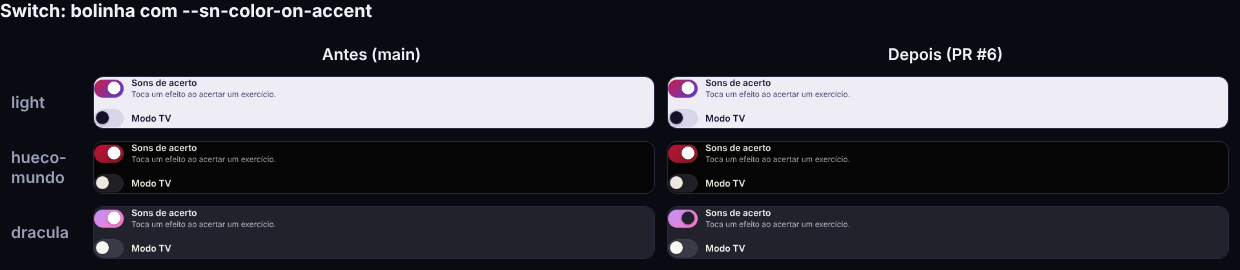 Switch: bolinha com --sn-color-on-accent
Antes (main)
Depois (PR #6)
light
Sons de acerto
Toca um efeito ao acertar um exercício.
Modo TV
Sons de acerto
Toca um efeito ao acertar um exercício.
Modo TV
hueco-
mundo
Sons de acerto
Toca um efeito ao acertar um exercício.
Modo TV
Sons de acerto
Toca um efeito ao acertar um exercício.
Modo TV
dracula
Sons de acerto
Toca um efeito ao acertar um exercício.
Modo TV
Sons de acerto
Toca um efeito ao acertar um exercício.
Modo TV